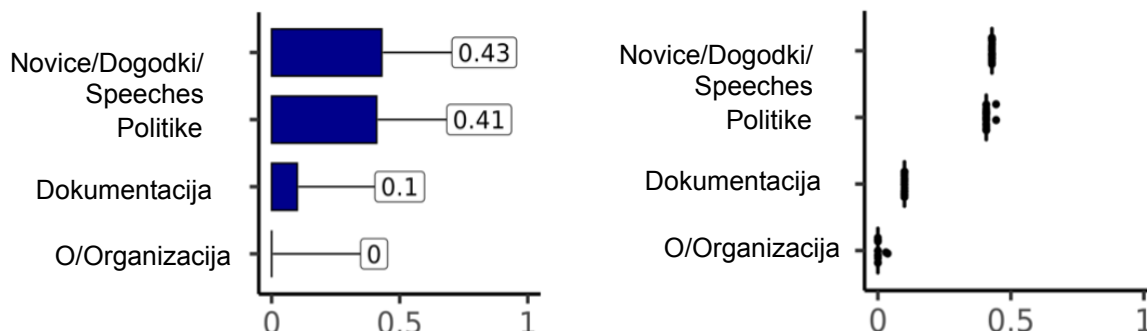 Novice/Dogodki/
Speeches
0.43
Politike
0.41
Dokumentacija
0.1
O/Organizacija
0
0 0.5 1
Novice/Dogodki/
Speeches
Politike
Dokumentacija
O/Organizacija
0 0.5 1